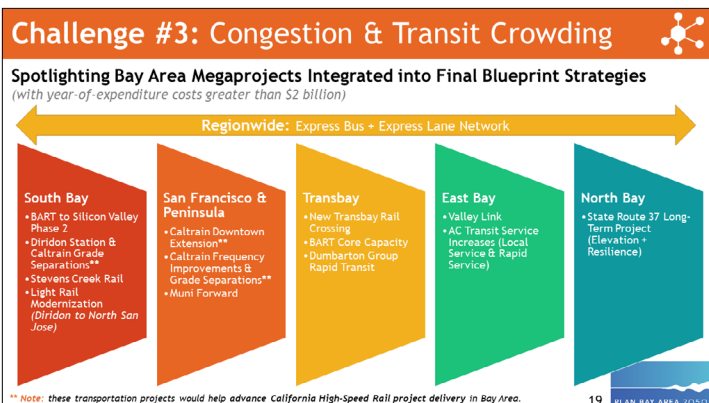 Challenge #3: Congestion & Transit Crowding
Spotlighting Bay Area Megaprojects Integrated into Final Blueprint Strategies
(with year-of-expenditure costs greater than $2 billion)
Regionwide: Express Bus + Express Lane Network
South Bay
•BART to Silicon Valley
Phase 2
•Diridon Station &
Caltrain Grade
Separations**
•Stevens Creek Rail
•Light Rail
Modernization
(Diridon to North San
Jose)
San Francisco &
Peninsula
•Caltrain Downtown
Extension**
•Caltrain Frequency
Improvements &
Grade Separations**
•Muni Forward
Transbay
•New Transbay Rail
Crossing
•BART Core Capacity
•Dumbarton Group
Rapid Transit
East Bay
•Valley Link
•AC Transit Service
Increases (Local
Service & Rapid
Service)
North Bay
•State Route 37 Long-
Term Project
(Elevation +
Resilience)
** Note: these transportation projects would help advance California High-Speed Rail project delivery in Bay Area.
19
PLAN BAY AREA 2050